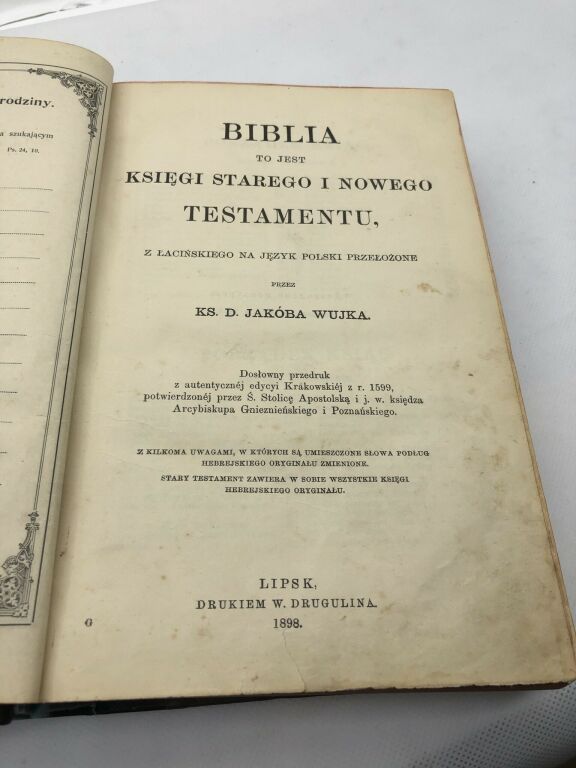 rodziny.
a szukającym
Ps. 24, 10.
BIBLIA
TO JEST
KSIĘGI STAREGO I NOWEGO
TESTAMENTU,
Z ŁACIŃSKIEGO NA JĘZYK POLSKI PRZEŁOŻONE
PRZEZ
KS. D. JAKÓBA WUJKA.
Dosłowny przedruk
z autentycznéj edycyi Krakowskiéj z r. 1599,
potwierdzonéj przez Ś. Stolicę Apostolską i j. w. księdza
Arcybiskupa Gnieznieńskiego i Poznańskiego.
Z KILKOMA UWAGAMI, W KTÓRYCH SĄ UMIESZCZONE SŁOWA PODŁUG
HEBREJSKIEGO ORYGINAŁU ZMIENIONE.
STARY TESTAMENT ZAWIERA W SOBIE WSZYSTKIE KSIĘGI
HEBREJSKIEGO ORYGINAŁU.
LIPSK,
DRUKIEM W. DRUGULINA.
G
1898.